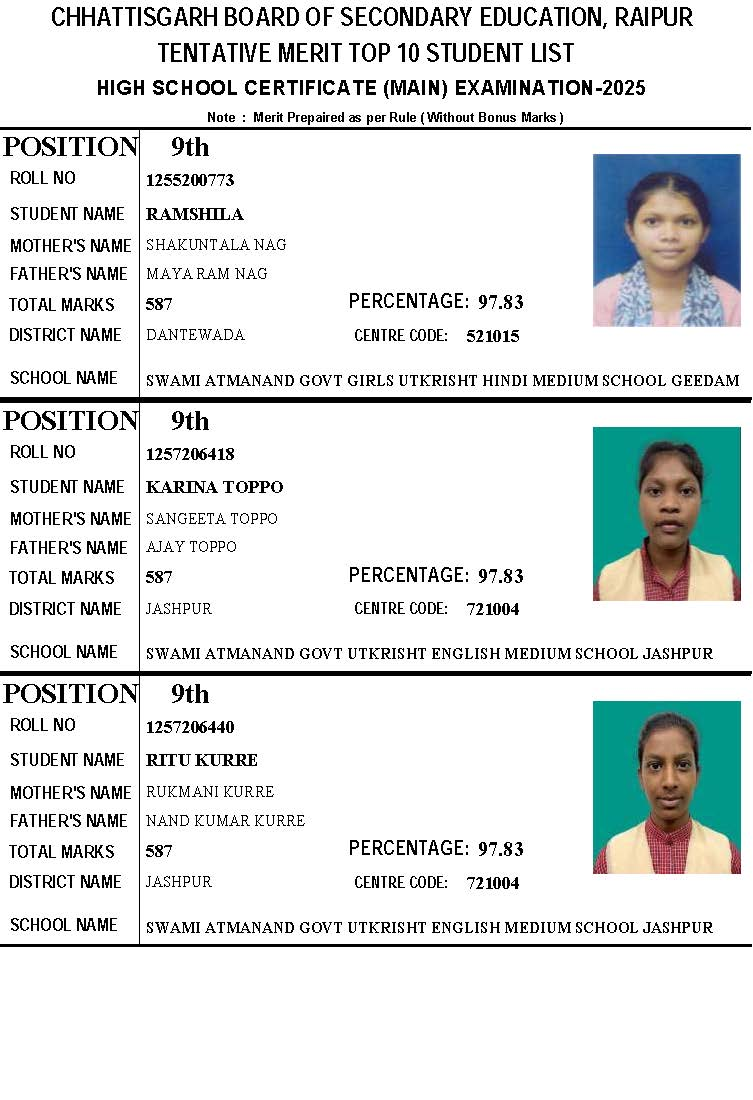 CHHATTISGARH BOARD OF SECONDARY EDUCATION, RAIPUR
TENTATIVE MERIT TOP 10 STUDENT LIST
HIGH SCHOOL CERTIFICATE (MAIN) EXAMINATION-2025
Note : Merit Prepaired as per Rule ( Without Bonus Marks )
POSITION 9th
ROLL NO 1255200773
STUDENT NAME RAMSHILA
MOTHER'S NAME SHAKUNTALA NAG
FATHER'S NAME MAYA RAM NAG
TOTAL MARKS 587 PERCENTAGE: 97.83
DISTRICT NAME DANTEWADA CENTRE CODE: 521015
SCHOOL NAME SWAMI ATMANAND GOVT GIRLS UTKRISHT HINDI MEDIUM SCHOOL GEEDAM
POSITION 9th
ROLL NO 1257206418
STUDENT NAME KARINA TOPPO
MOTHER'S NAME SANGEETA TOPPO
FATHER'S NAME AJAY TOPPO
TOTAL MARKS 587 PERCENTAGE: 97.83
DISTRICT NAME JASHPUR CENTRE CODE: 721004
SCHOOL NAME SWAMI ATMANAND GOVT UTKRISHT ENGLISH MEDIUM SCHOOL JASHPUR
POSITION 9th
ROLL NO 1257206440
STUDENT NAME RITU KURRE
MOTHER'S NAME RUKMANI KURRE
FATHER'S NAME NAND KUMAR KURRE
TOTAL MARKS 587 PERCENTAGE: 97.83
DISTRICT NAME JASHPUR CENTRE CODE: 721004
SCHOOL NAME SWAMI ATMANAND GOVT UTKRISHT ENGLISH MEDIUM SCHOOL JASHPUR